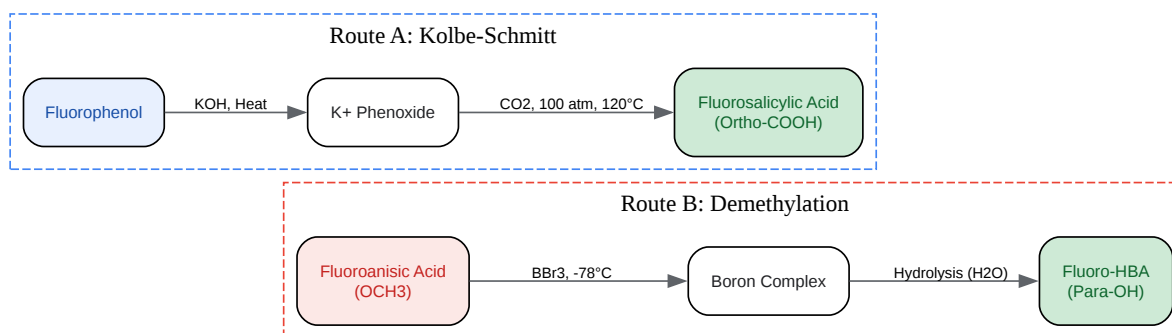 Route A: Kolbe-Schmitt
Fluorophenol
KOH, Heat
K+ Phenoxide
CO2, 100 atm, 120°C
Fluorosalicylic Acid
(Ortho-COOH)
Route B: Demethylation
Fluoroanisic Acid
(OCH3)
BBr3, -78°C
Boron Complex
Hydrolysis (H2O)
Fluoro-HBA
(Para-OH)